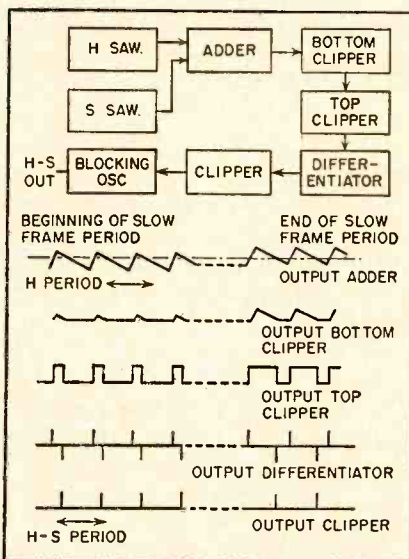 H SAW.
ADDER
BOTTOM
CLIPPER
S SAW.
TOP
CLIPPER
H-S
OUT
BLOCKING
OSC
CLIPPER
DIFFER-
ENTIATOR
BEGINNING OF SLOW
FRAME PERIOD
END OF SLOW
FRAME PERIOD
H PERIOD
OUTPUT ADDER
OUTPUT BOTTOM
CLIPPER
OUTPUT TOP
CLIPPER
OUTPUT DIFFERENTIATOR
H-S PERIOD
OUTPUT CLIPPER